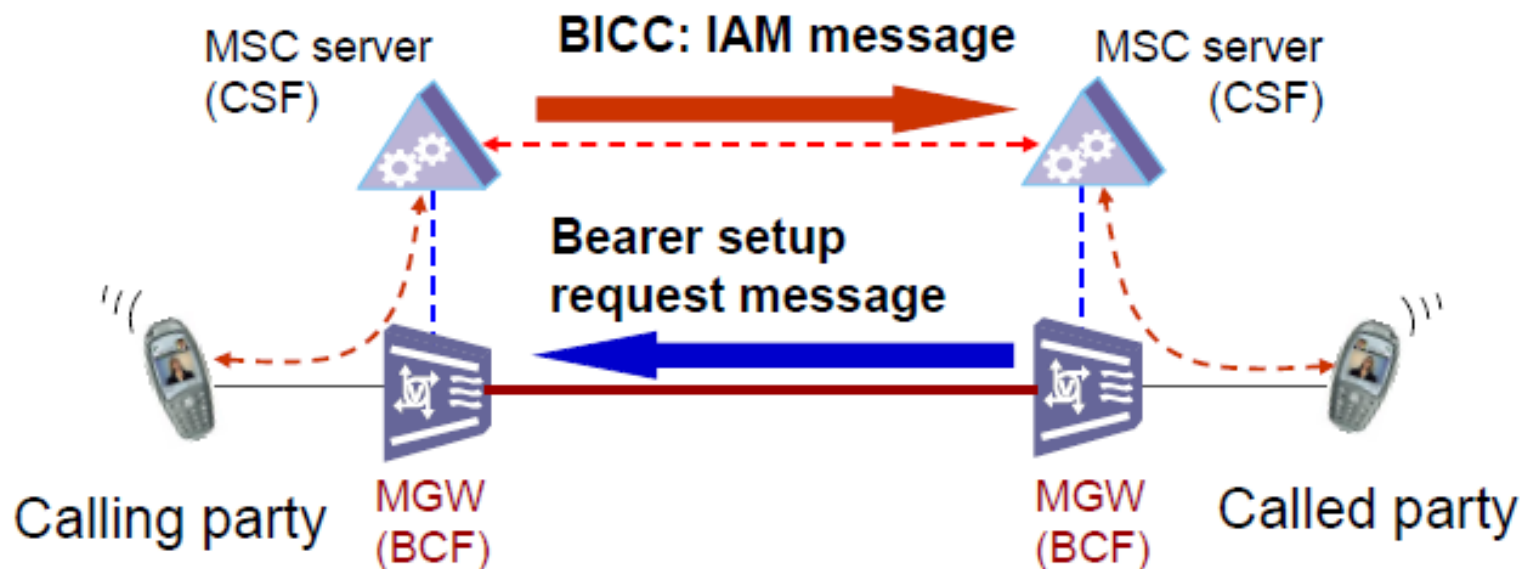 BICC: IAM message
MSC server
(CSF)
MSC server
(CSF)
Bearer setup
request message
Calling party
MGW
(BCF)
MGW
(BCF)
Called party